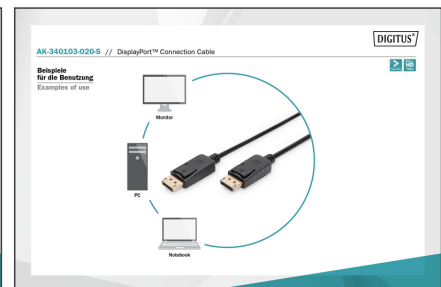 DIGITUS®
AK-340103-020-S // DisplayPort™ Connection Cable
Beispiele
für die Benutzung
Examples of use
Monitor
PC
Notebook